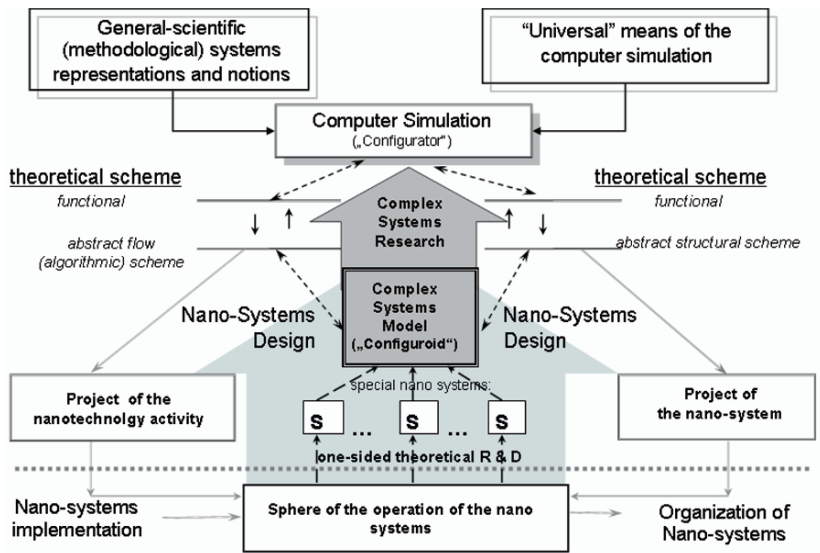 General-scientific
(methodological) systems
representations and notions
“Universal” means of the
computer simulation
Computer Simulation
(„Configurator“)
theoretical scheme
functional
theoretical scheme
functional
Complex
Systems
Research
abstract flow
(algorithmic) scheme
abstract structural scheme
Nano-Systems
Design
Complex
Systems
Model
(„Configuroid“)
Nano-Systems
Design
special nano systems:
Project of the
nanotechnolgy activity
S ... S ... S
Project of
the nano-system
one-sided theoretical R & D
Nano-systems
implementation
Sphere of the operation of the nano
systems
Organization of
Nano-systems